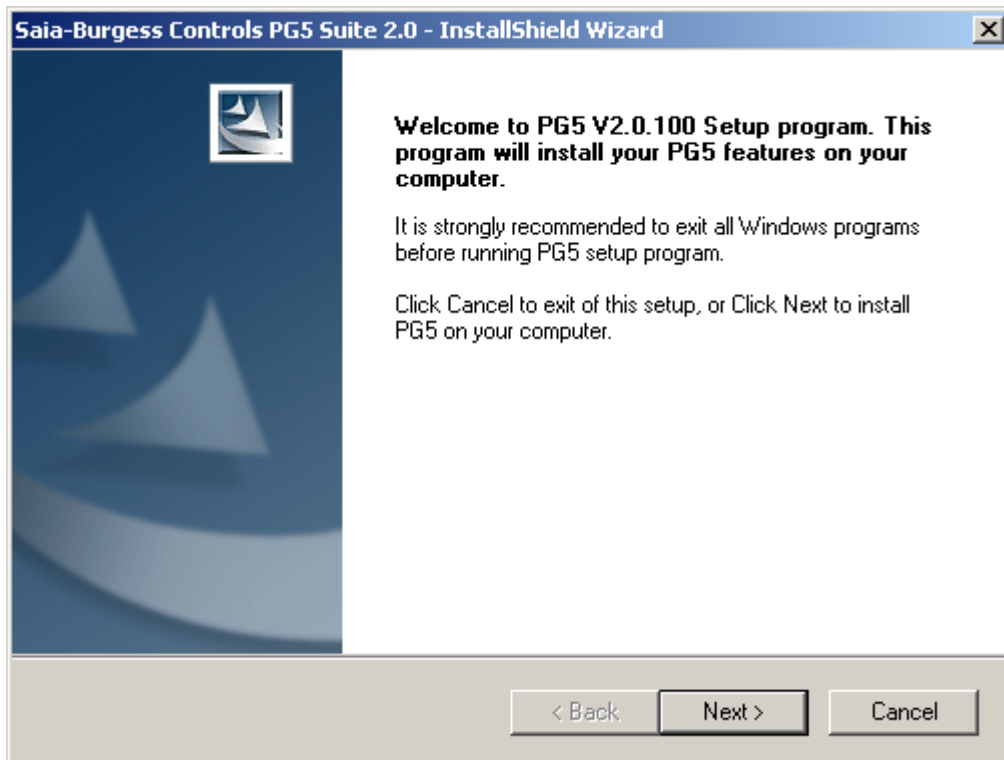 Saia-Burgess Controls PG5 Suite 2.0 - InstallShield Wizard
Welcome to PG5 V2.0.100 Setup program. This
program will install your PG5 features on your
computer.
It is strongly recommended to exit all Windows programs
before running PG5 setup program.
Click Cancel to exit of this setup, or Click Next to install
PG5 on your computer.
< Back Next > Cancel